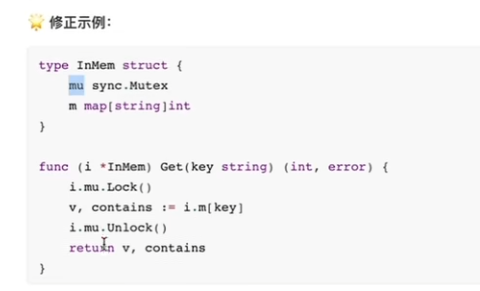 🌟 修正示例：
type InMem struct {
    mu sync.Mutex
    m map[string]int
}

func (i *InMem) Get(key string) (int, error) {
    i.mu.Lock()
    v, contains := i.m[key]
    i.mu.Unlock()
    return v, contains
}